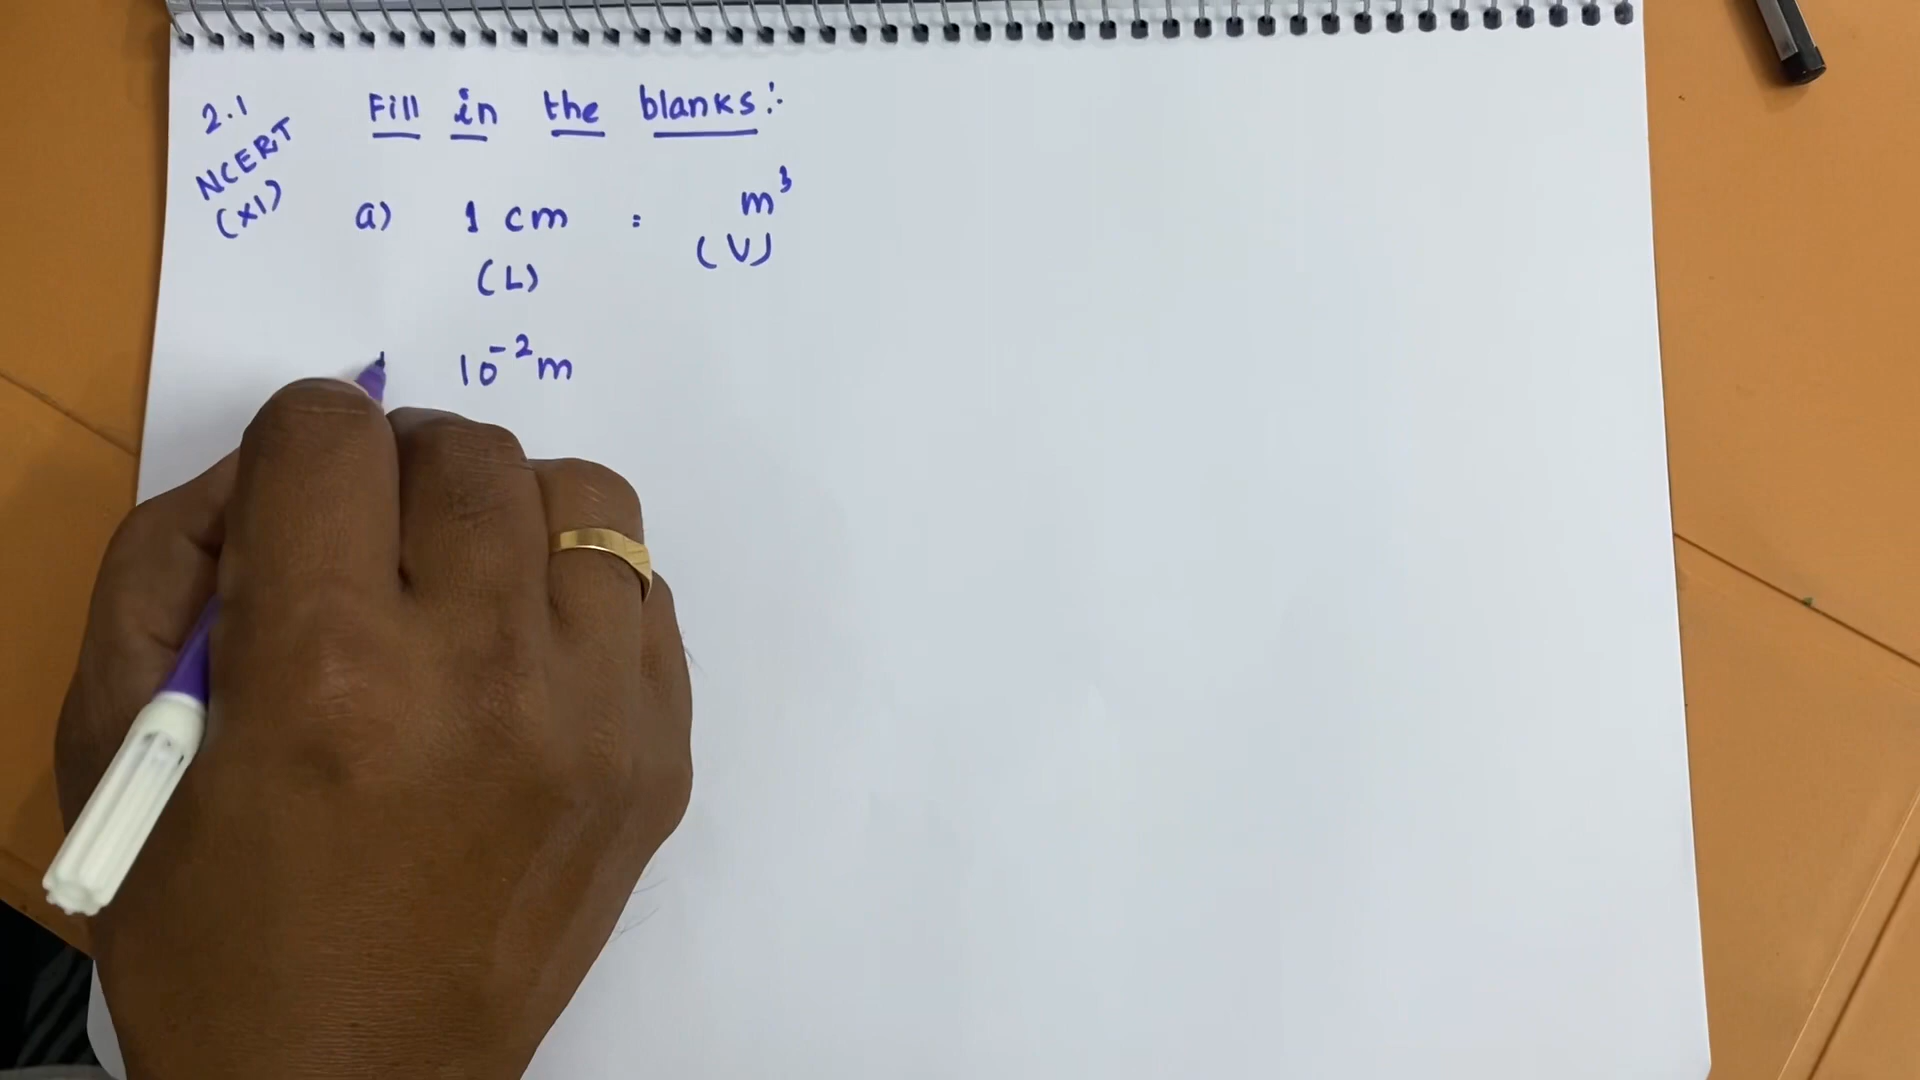 2.1
NCERT
(XI)
Fill in the blanks:-
a) 1 cm = m³
(L) (V)
10⁻² m